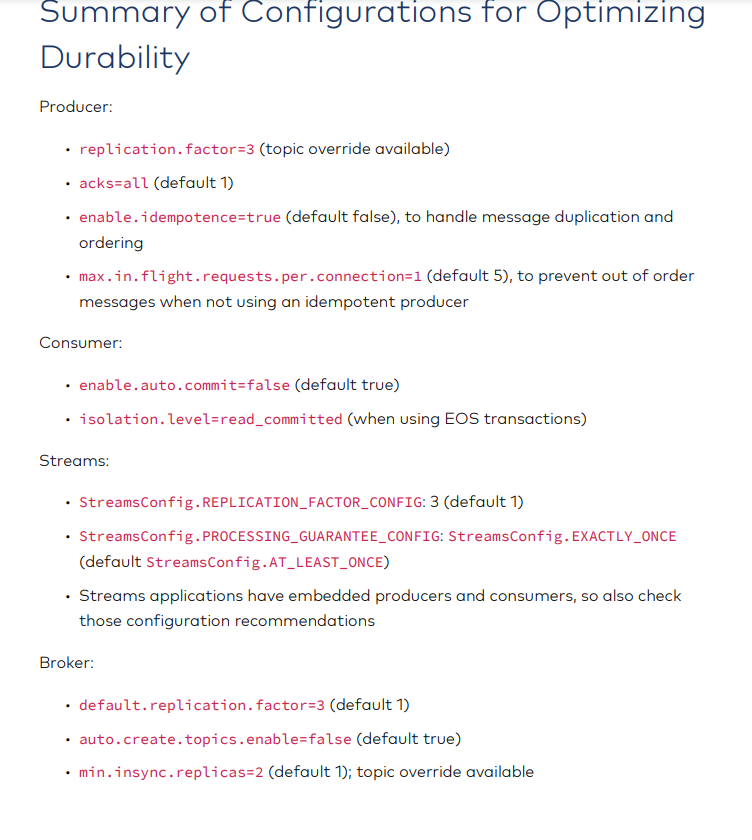 Summary of Configurations for Optimizing
Durability
Producer:
• replication.factor=3 (topic override available)
• acks=all (default 1)
• enable.idempotence=true (default false), to handle message duplication and
ordering
• max.in.flight.requests.per.connection=1 (default 5), to prevent out of order
messages when not using an idempotent producer
Consumer:
• enable.auto.commit=false (default true)
• isolation.level=read_committed (when using EOS transactions)
Streams:
• StreamsConfig.REPLICATION_FACTOR_CONFIG: 3 (default 1)
• StreamsConfig.PROCESSING_GUARANTEE_CONFIG: StreamsConfig.EXACTLY_ONCE
(default StreamsConfig.AT_LEAST_ONCE)
• Streams applications have embedded producers and consumers, so also check
those configuration recommendations
Broker:
• default.replication.factor=3 (default 1)
• auto.create.topics.enable=false (default true)
• min.insync.replicas=2 (default 1); topic override available